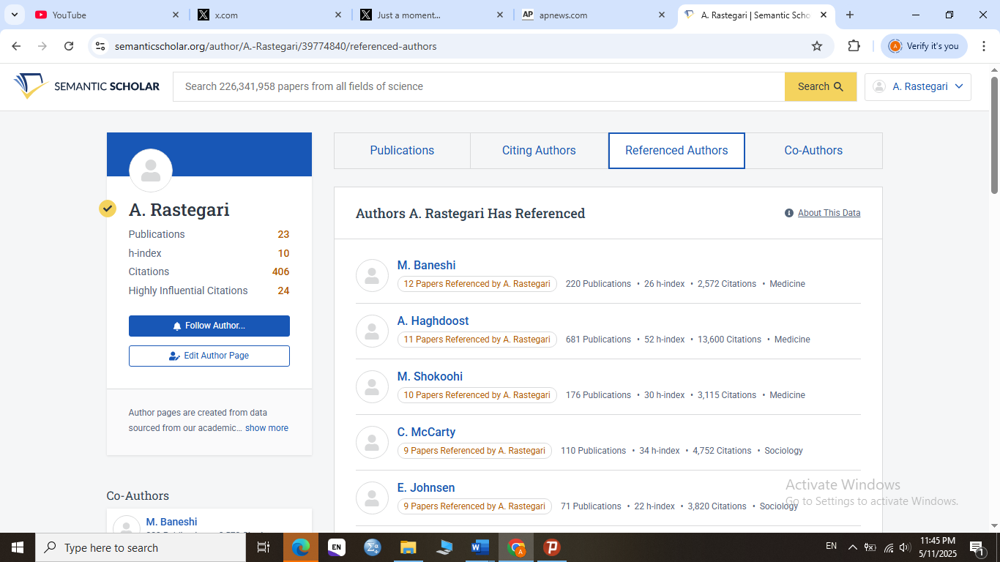 YouTube
x.com
Just a moment...
AP apnews.com
A. Rastegari | Semantic Scho
semanticscholar.org/author/A.-Rastegari/39774840/referenced-authors
A Verify it's you
SEMANTIC SCHOLAR
Search 226,341,958 papers from all fields of science
Search
A. Rastegari
A. Rastegari
Publications 23
h-index 10
Citations 406
Highly Influential Citations 24
Follow Author...
Edit Author Page
Author pages are created from data
sourced from our academic... show more
Co-Authors
M. Baneshi
Publications Citing Authors Referenced Authors Co-Authors
Authors A. Rastegari Has Referenced
About This Data
M. Baneshi
12 Papers Referenced by A. Rastegari 220 Publications • 26 h-index • 2,572 Citations • Medicine
A. Haghdoost
11 Papers Referenced by A. Rastegari 681 Publications • 52 h-index • 13,600 Citations • Medicine
M. Shokoohi
10 Papers Referenced by A. Rastegari 176 Publications • 30 h-index • 3,115 Citations • Medicine
C. McCarty
9 Papers Referenced by A. Rastegari 110 Publications • 34 h-index • 4,752 Citations • Sociology
E. Johnsen
9 Papers Referenced by A. Rastegari 71 Publications • 22 h-index • 3,820 Citations • Sociology
Activate Windows
Go to Settings to activate Windows.
Type here to search
EN
EN
11:45 PM
5/11/2025
1